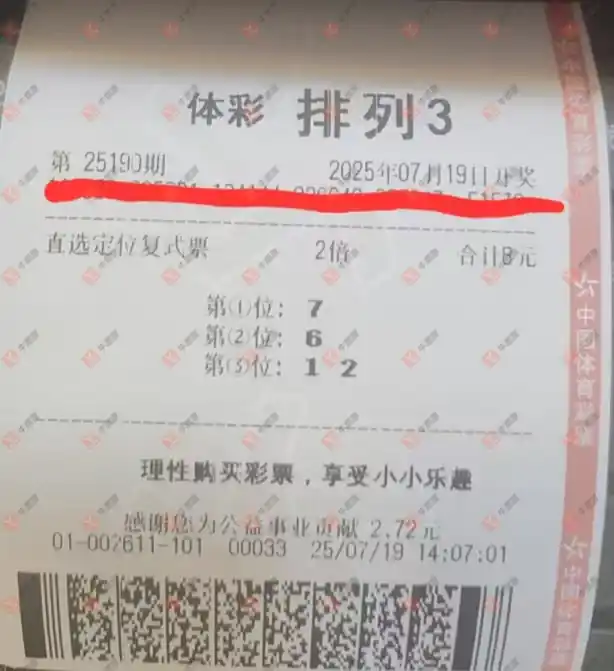 体彩 排列3
第 25190期 2025年07月19日开奖
直选定位复式票 2倍 合计8元
第(1)位: 7
第(2)位: 6
第(3)位: 1 2
理性购买彩票,享受小小乐趣
感谢您为公益事业贡献 2.72元
01-002611-101 00033 25/07/19 14:07:01
中国体育